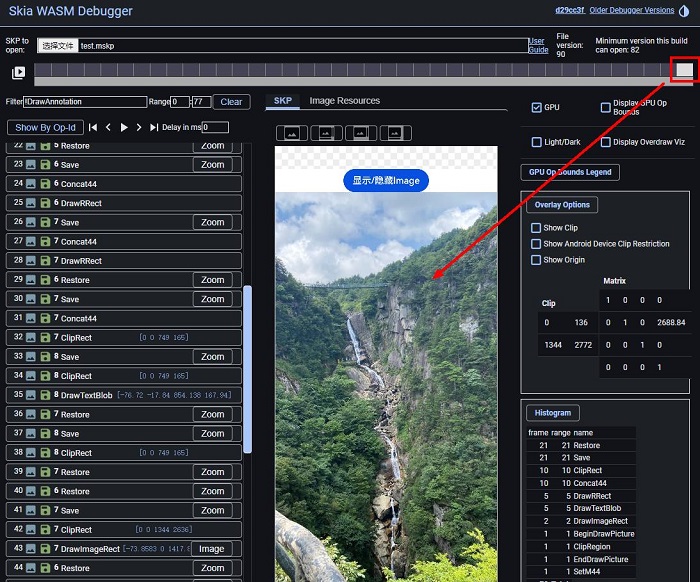 Skia WASM Debugger
d29cc3f Older Debugger Versions
SKP to open: 选择文件 test.mskp
User Guide
File version: 90
Minimum version this build can open: 82
Filter !DrawAnnotation Range 0 : 77 Clear
Show By Op-Id Delay in ms 0
22 5 Restore Zoom
23 6 Save Zoom
24 6 Concat44
25 6 DrawRRect
26 7 Save Zoom
27 7 Concat44
28 7 DrawRRect
29 6 Restore Zoom
30 7 Save Zoom
31 7 Concat44
32 7 ClipRect [0 0 749 165]
33 8 Save Zoom
34 8 ClipRect [0 0 749 165]
35 8 DrawTextBlob [-76.72 -17.84 854.138 167.94]
36 7 Restore Zoom
37 8 Save Zoom
38 8 ClipRect [0 0 749 165]
39 7 Restore Zoom
40 6 Restore Zoom
41 7 Save Zoom
42 7 ClipRect [0 0 1344 2636]
43 7 DrawImageRect [-73.8583 0 1417.8 Image
44 6 Restore Zoom
SKP Image Resources
显示/隐藏Image
GPU
Display GPU Op Bounds
Light/Dark
Display Overdraw Viz
GPU Op Bounds Legend
Overlay Options
Show Clip
Show Android Device Clip Restriction
Show Origin
Clip
0 136
1344 2772
Matrix
1 0 0 0
0 1 0 2688.84
0 0 1 0
0 0 0 1
Histogram
frame range name
21 21 Restore
21 21 Save
10 10 ClipRect
10 10 Concat44
5 5 DrawRRect
5 5 DrawTextBlob
2 2 DrawImageRect
1 1 BeginDrawPicture
1 1 ClipRegion
1 1 EndDrawPicture
1 1 SetM44